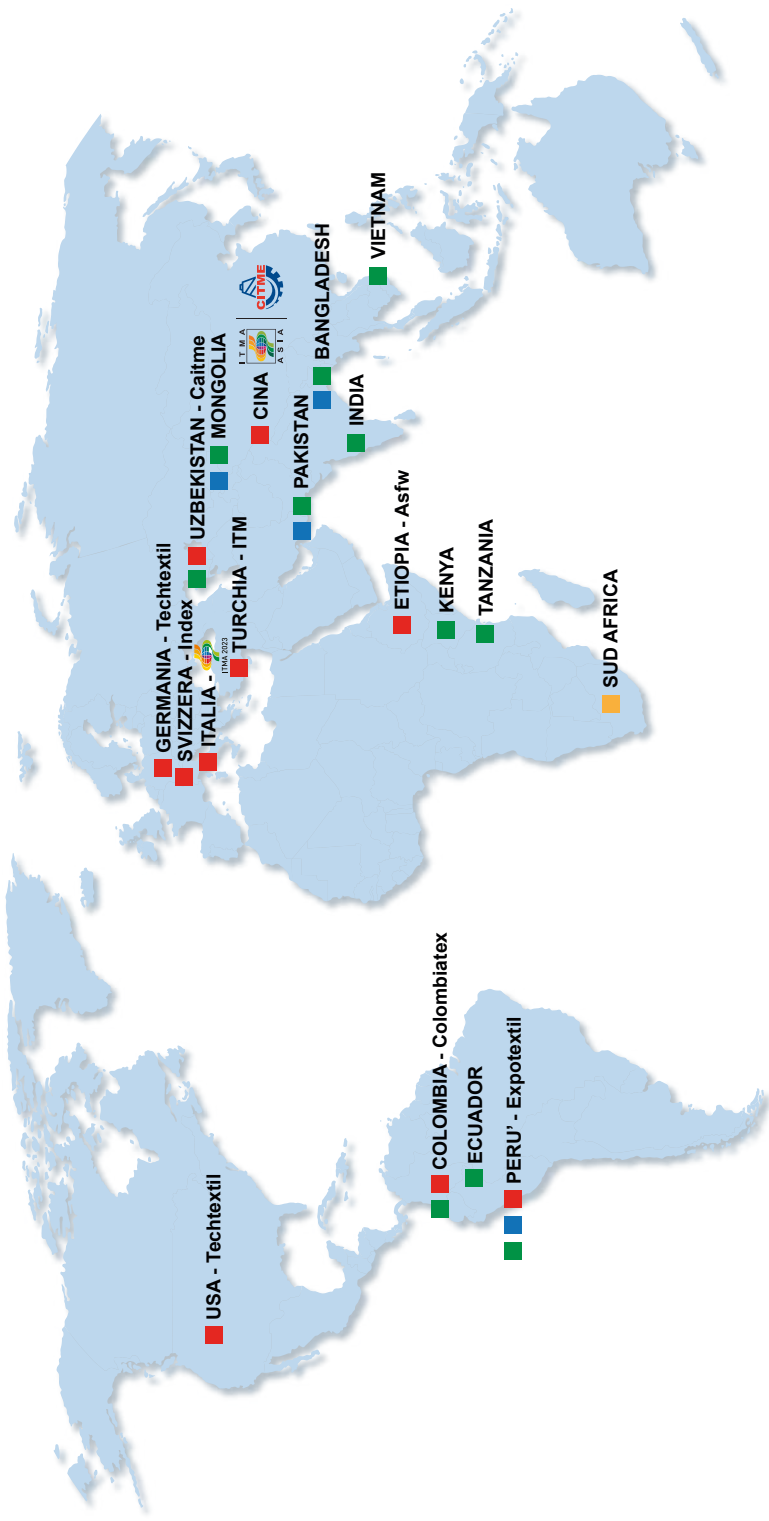 GERMANIA - Techtextil
SVIZZERA - Index
ITALIA -
ITMA 2023
UZBEKISTAN - Caitme
MONGOLIA
TURCHIA - ITM
CINA
ITMA
ASIA
CITME
PAKISTAN
BANGLADESH
INDIA
VIETNAM
USA - Techtextil
ETIOPIA - Asfw
KENYA
TANZANIA
COLOMBIA - Colombiatex
ECUADOR
PERU' - Expotextil
SUD AFRICA